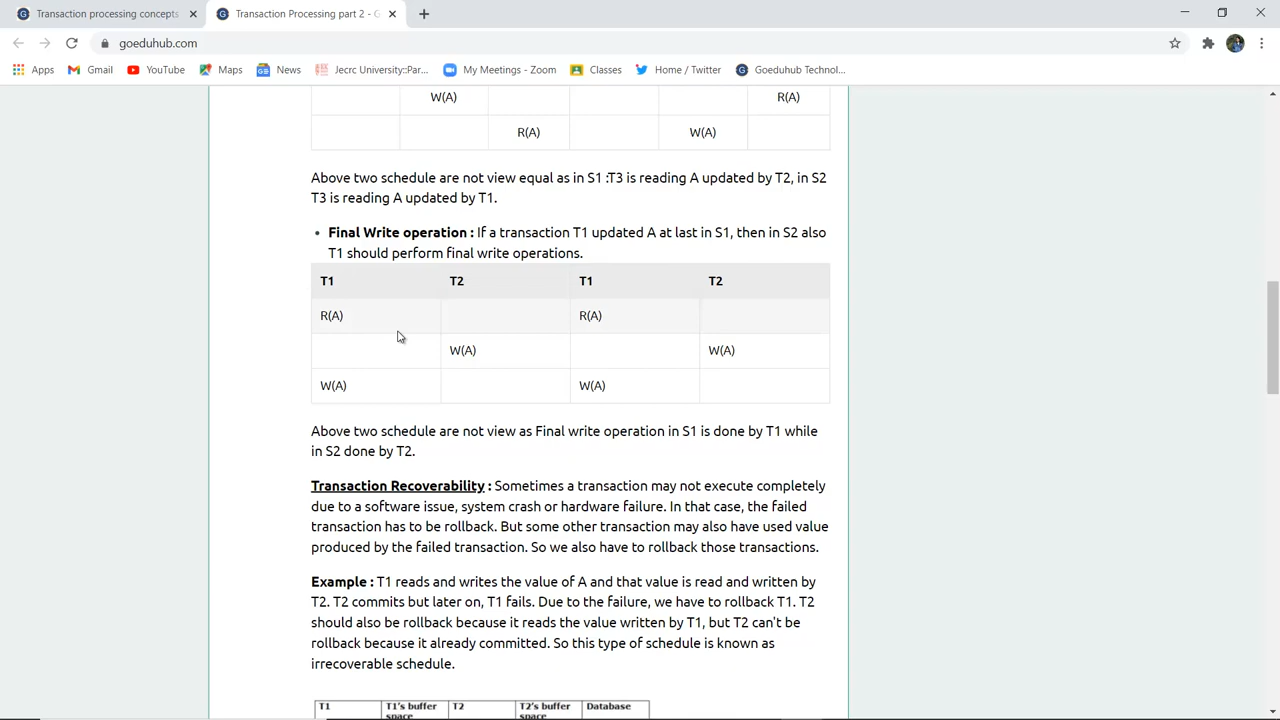 Transaction processing concepts
Transaction Processing part 2 - G
goeduhub.com
Apps
Gmail
YouTube
Maps
News
Jecrc University::Par...
My Meetings - Zoom
Classes
Home / Twitter
Goeduhub Technol...
W(A) R(A)
R(A) W(A)
Above two schedule are not view equal as in S1 :T3 is reading A updated by T2, in S2
T3 is reading A updated by T1.
• Final Write operation : If a transaction T1 updated A at last in S1, then in S2 also
T1 should perform final write operations.
T1 T2 T1 T2
R(A) R(A)
W(A) W(A)
W(A) W(A)
Above two schedule are not view as Final write operation in S1 is done by T1 while
in S2 done by T2.
Transaction Recoverability : Sometimes a transaction may not execute completely
due to a software issue, system crash or hardware failure. In that case, the failed
transaction has to be rollback. But some other transaction may also have used value
produced by the failed transaction. So we also have to rollback those transactions.
Example : T1 reads and writes the value of A and that value is read and written by
T2. T2 commits but later on, T1 fails. Due to the failure, we have to rollback T1. T2
should also be rollback because it reads the value written by T1, but T2 can't be
rollback because it already committed. So this type of schedule is known as
irrecoverable schedule.
T1 T1's buffer T2 T2's buffer Database
space space